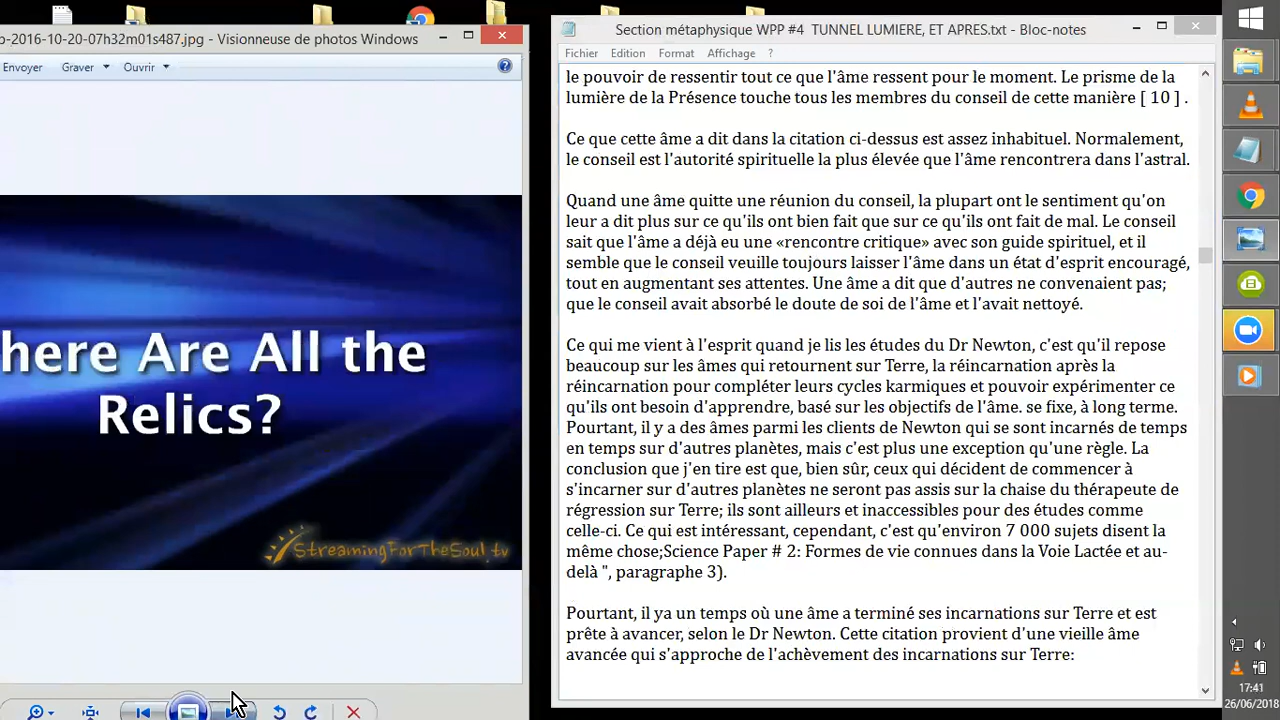 -2016-10-20-07h32m01s487.jpg - Visionneuse de photos Windows
Envoyer Graver Ouvrir
Are All the
Relics?
StreamingForTheSoul.tv
Section métaphysique WPP #4 TUNNEL LUMIERE, ET APRES.txt - Bloc-notes
Fichier Edition Format Affichage ?
le pouvoir de ressentir tout ce que l'âme ressent pour le moment. Le prisme de la
lumière de la Présence touche tous les membres du conseil de cette manière [ 10 ] .
Ce que cette âme a dit dans la citation ci-dessus est assez inhabituel. Normalement,
le conseil est l'autorité spirituelle la plus élevée que l'âme rencontrera dans l'astral.
Quand une âme quitte une réunion du conseil, la plupart ont le sentiment qu'on
leur a dit plus sur ce qu'ils ont bien fait que sur ce qu'ils ont fait de mal. Le conseil
sait que l'âme a déjà eu une «rencontre critique» avec son guide spirituel, et il
semble que le conseil veuille toujours laisser l'âme dans un état d'esprit encouragé,
tout en augmentant ses attentes. Une âme a dit que d'autres ne convenaient pas;
que le conseil avait absorbé le doute de soi de l'âme et l'avait nettoyé.
Ce qui me vient à l'esprit quand je lis les études du Dr Newton, c'est qu'il repose
beaucoup sur les âmes qui retournent sur Terre, la réincarnation après la
réincarnation pour compléter leurs cycles karmiques et pouvoir expérimenter ce
qu'ils ont besoin d'apprendre, basé sur les objectifs de l'âme. se fixe, à long terme.
Pourtant, il y a des âmes parmi les clients de Newton qui se sont incarnés de temps
en temps sur d'autres planètes, mais c'est plus une exception qu'une règle. La
conclusion que j'en tire est que, bien sûr, ceux qui décident de commencer à
s'incarner sur d'autres planètes ne seront pas assis sur la chaise du thérapeute de
régression sur Terre; ils sont ailleurs et inaccessibles pour des études comme
celle-ci. Ce qui est intéressant, cependant, c'est qu'environ 7 000 sujets disent la
même chose;Science Paper # 2: Formes de vie connues dans la Voie Lactée et au-
delà ", paragraphe 3).
Pourtant, il ya un temps où une âme a terminé ses incarnations sur Terre et est
prête à avancer, selon le Dr Newton. Cette citation provient d'une vieille âme
avancée qui s'approche de l'achèvement des incarnations sur Terre:
17:41
26/06/2018